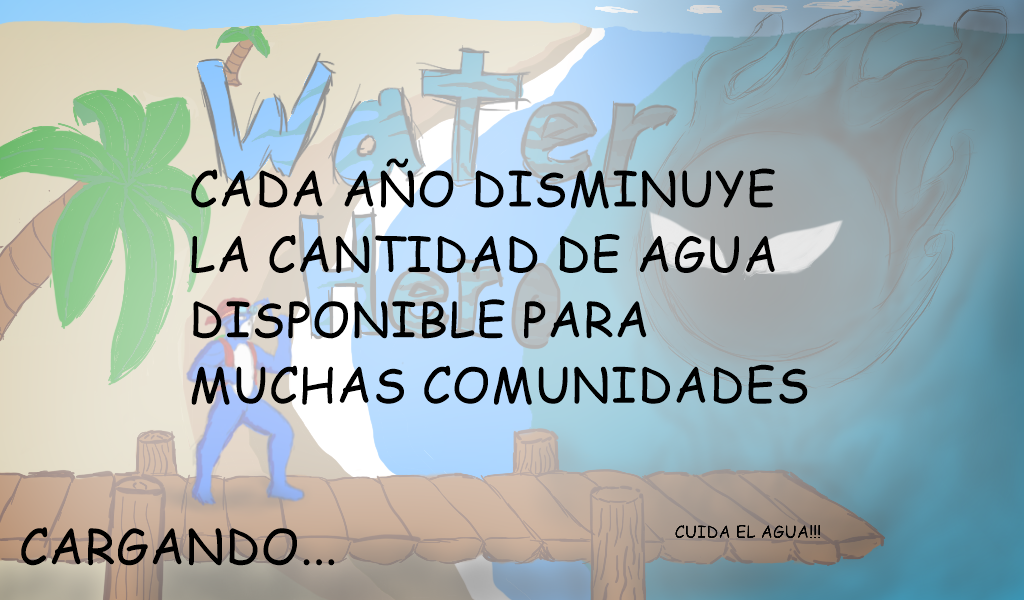 Water
Hero
CADA AÑO DISMINUYE
LA CANTIDAD DE AGUA
DISPONIBLE PARA
MUCHAS COMUNIDADES
CARGANDO...
CUIDA EL AGUA!!!